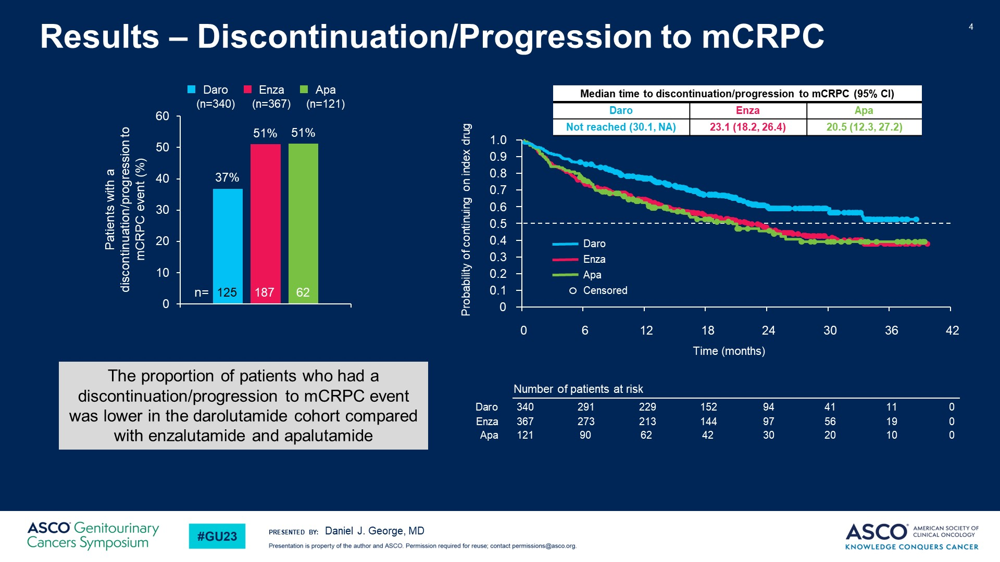 Results – Discontinuation/Progression to mCRPC
4
Daro
(n=340)
Enza
(n=367)
Apa
(n=121)
Patients with a
discontinuation/progression to
mCRPC event (%)
60
50
40
30
20
10
0
37%
51%
51%
n=
125
187
62
The proportion of patients who had a
discontinuation/progression to mCRPC event
was lower in the darolutamide cohort compared
with enzalutamide and apalutamide
Median time to discontinuation/progression to mCRPC (95% CI)
Daro Enza Apa
Not reached (30.1, NA) 23.1 (18.2, 26.4) 20.5 (12.3, 27.2)
Probability of continuing on index drug
1.0
0.9
0.8
0.7
0.6
0.5
0.4
0.3
0.2
0.1
0
Daro
Enza
Apa
Censored
0 6 12 18 24 30 36 42
Time (months)
Number of patients at risk
Daro 340 291 229 152 94 41 11 0
Enza 367 273 213 144 97 56 19 0
Apa 121 90 62 42 30 20 10 0
ASCO® Genitourinary
Cancers Symposium
#GU23
PRESENTED BY: Daniel J. George, MD
Presentation is property of the author and ASCO. Permission required for reuse; contact permissions@asco.org.
ASCO® AMERICAN SOCIETY OF
CLINICAL ONCOLOGY
KNOWLEDGE CONQUERS CANCER